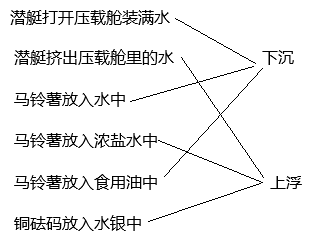 潜艇打开压载舱装满水
下沉
潜艇挤出压载舱里的水
马铃薯放入水中
马铃薯放入浓盐水中
马铃薯放入食用油中
上浮
铜砝码放入水银中